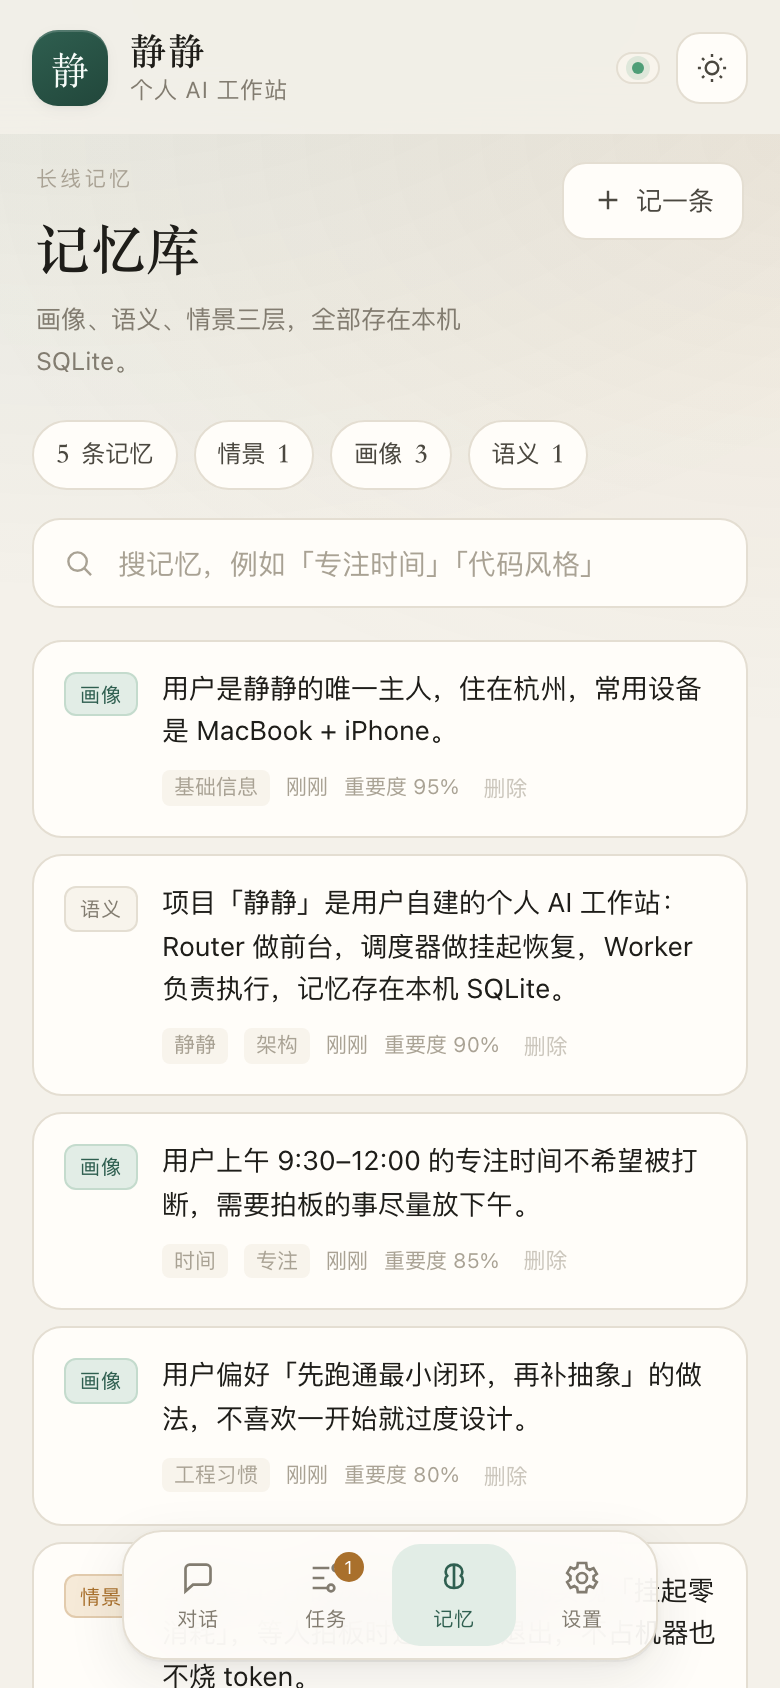 静
静静
个人 AI 工作站
长线记忆
记一条
记忆库
画像、语义、情景三层，全部存在本机
SQLite。
5 条记忆
情景 1
画像 3
语义 1
搜记忆，例如「专注时间」「代码风格」
画像
用户是静静的唯一主人，住在杭州，常用设备
是 MacBook + iPhone。
基础信息 刚刚 重要度 95% 删除
语义
项目「静静」是用户自建的个人 AI 工作站：
Router 做前台，调度器做挂起恢复，Worker
负责执行，记忆存在本机 SQLite。
静静 架构 刚刚 重要度 90% 删除
画像
用户上午 9:30–12:00 的专注时间不希望被打
断，需要拍板的事尽量放下午。
时间 专注 刚刚 重要度 85% 删除
画像
用户偏好「先跑通最小闭环，再补抽象」的做
法，不喜欢一开始就过度设计。
工程习惯 刚刚 重要度 80% 删除
情景
「挂起零
消耗」，等人拍板时 退出，不占机器也
不烧 token。
对话
1
任务
记忆
设置